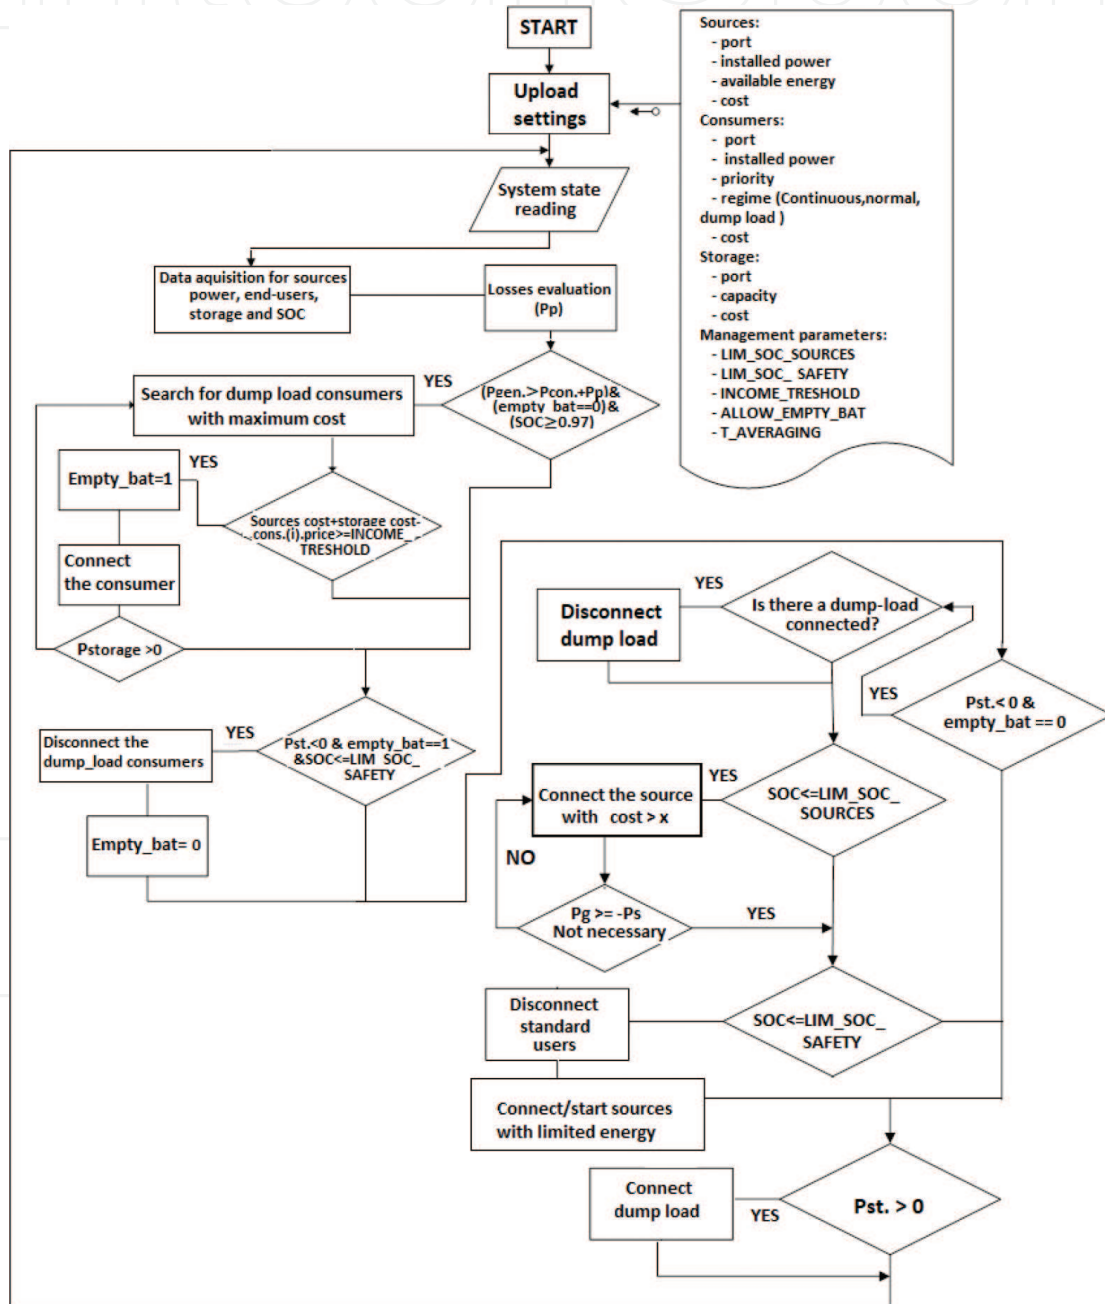 START
Upload
settings
Sources:
- port
- installed power
- available energy
- cost
Consumers:
- port
- installed power
- priority
- regime (Continuous,normal,
dump load )
- cost
Storage:
- port
- capacity
- cost
Management parameters:
- LIM_SOC_SOURCES
- LIM_SOC_ SAFETY
- INCOME_TRESHOLD
- ALLOW_EMPTY_BAT
- T_AVERAGING
System state
reading
Data aquisition for sources
power, end-users,
storage and SOC
Losses evaluation
(Pp)
(Pgen.>Pcon.+Pp)&
(empty_bat==0)&
(SOC≥0.97)
YES
Search for dump load consumers
with maximum cost
Sources cost+storage cost-
cons.(i).price>=INCOME_
TRESHOLD
YES
Empty_bat=1
Connect
the consumer
Pstorage >0
Pst.<0 & empty_bat==1
&SOC<=LIM_SOC_
SAFETY
YES
Disconnect the
dump_load consumers
Empty_bat= 0
Pst.< 0 &
empty_bat == 0
YES
Is there a dump-load
connected?
YES
Disconnect
dump load
SOC<=LIM_SOC_
SOURCES
YES
Connect the source
with cost > x
NO
Pg >= -Ps
Not necessary
YES
SOC<=LIM_SOC_
SAFETY
Disconnect
standard
users
Connect/start sources
with limited energy
Pst. > 0
YES
Connect
dump load